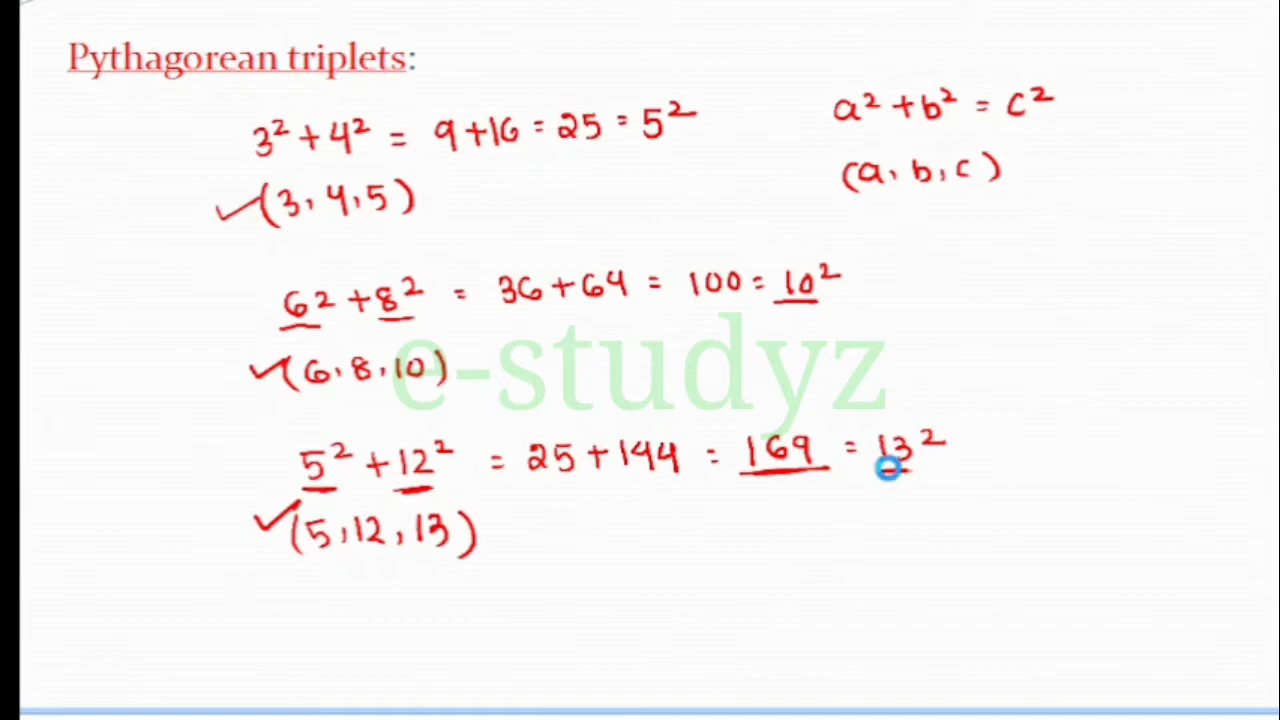 Pythagorean triplets:
3² + 4² = 9+16 = 25 = 5²
a² + b² = c²
(3, 4, 5)
(a, b, c)
6² + 8² = 36 + 64 = 100 = 10²
e-studyz
(6, 8, 10)
5² + 12² = 25 + 144 = 169 = 13²
(5, 12, 13)